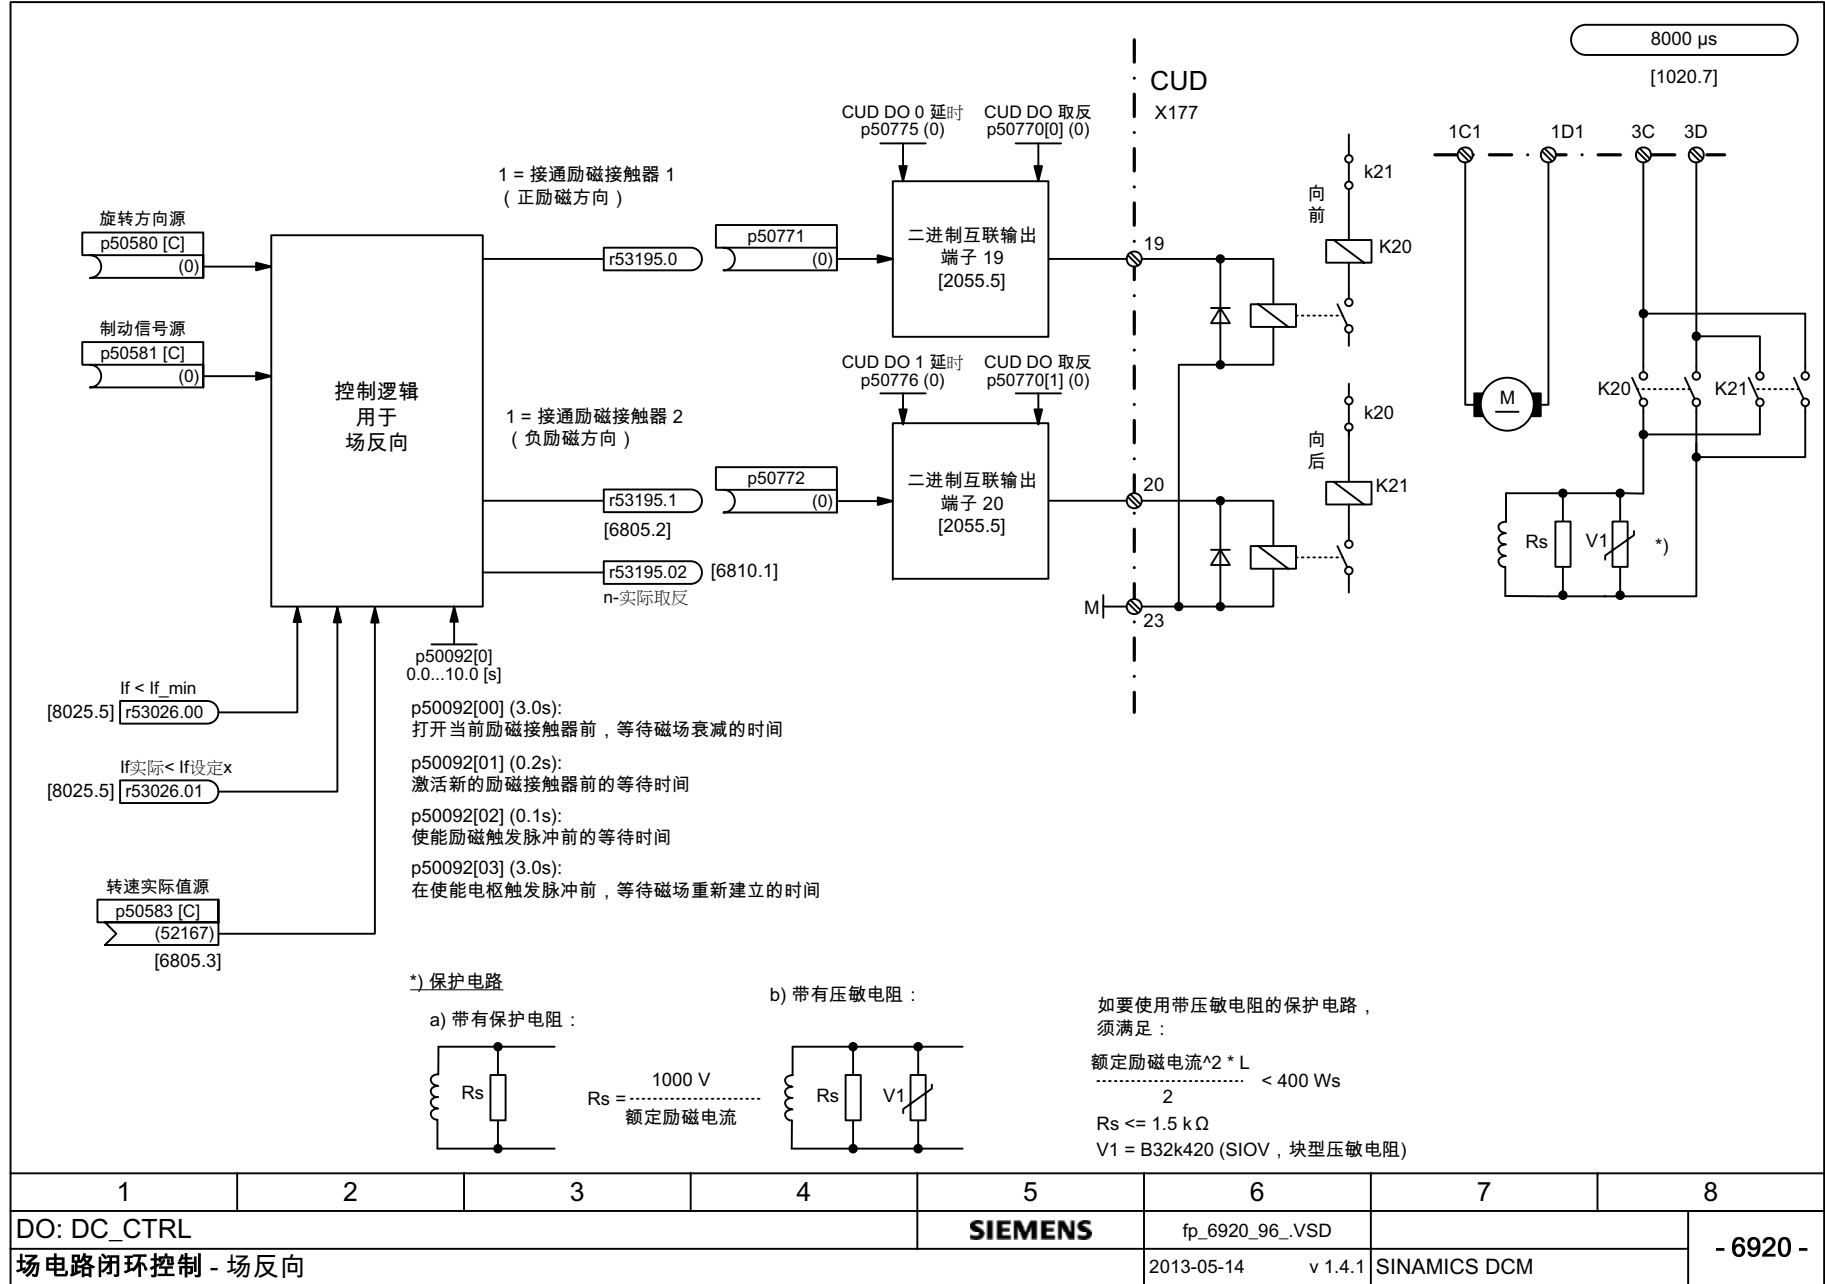 8000 µs
[1020.7]
CUD
X177
CUD DO 0 延时
p50775 (0)
CUD DO 取反
p50770[0] (0)
1C1
1D1
3C
3D
k21
向
前
K20
1 = 接通励磁接触器 1
( 正励磁方向 )
旋转方向源
p50580 [C]
(0)
p50771
(0)
r53195.0
二进制互联输出
端子 19
[2055.5]
19
制动信号源
p50581 [C]
(0)
控制逻辑
用于
场反向
CUD DO 1 延时
p50776 (0)
CUD DO 取反
p50770[1] (0)
K20
K21
M
k20
向
后
K21
1 = 接通励磁接触器 2
( 负励磁方向 )
p50772
(0)
r53195.1
[6805.2]
二进制互联输出
端子 20
[2055.5]
20
Rs
V1
*)
r53195.02
[6810.1]
n-实际取反
M
23
p50092[0]
0.0...10.0 [s]
If < If_min
[8025.5]
r53026.00
p50092[00] (3.0s):
打开当前励磁接触器前，等待磁场衰减的时间
p50092[01] (0.2s):
激活新的励磁接触器前的等待时间
If实际< If设定x
[8025.5]
r53026.01
p50092[02] (0.1s):
使能励磁触发脉冲前的等待时间
p50092[03] (3.0s):
在使能电枢触发脉冲前，等待磁场重新建立的时间
转速实际值源
p50583 [C]
(52167)
[6805.3]
*) 保护电路
a) 带有保护电阻：
Rs
Rs =
1000 V
额定励磁电流
b) 带有压敏电阻：
Rs
V1
如要使用带压敏电阻的保护电路，
须满足：
额定励磁电流^2 * L
2
< 400 Ws
Rs <= 1.5 k Ω
V1 = B32k420 (SIOV，块型压敏电阻)
1 2 3 4 5 6 7 8
DO: DC_CTRL
SIEMENS
fp_6920_96_.VSD
- 6920 -
场电路闭环控制 - 场反向
2013-05-14
v 1.4.1
SINAMICS DCM